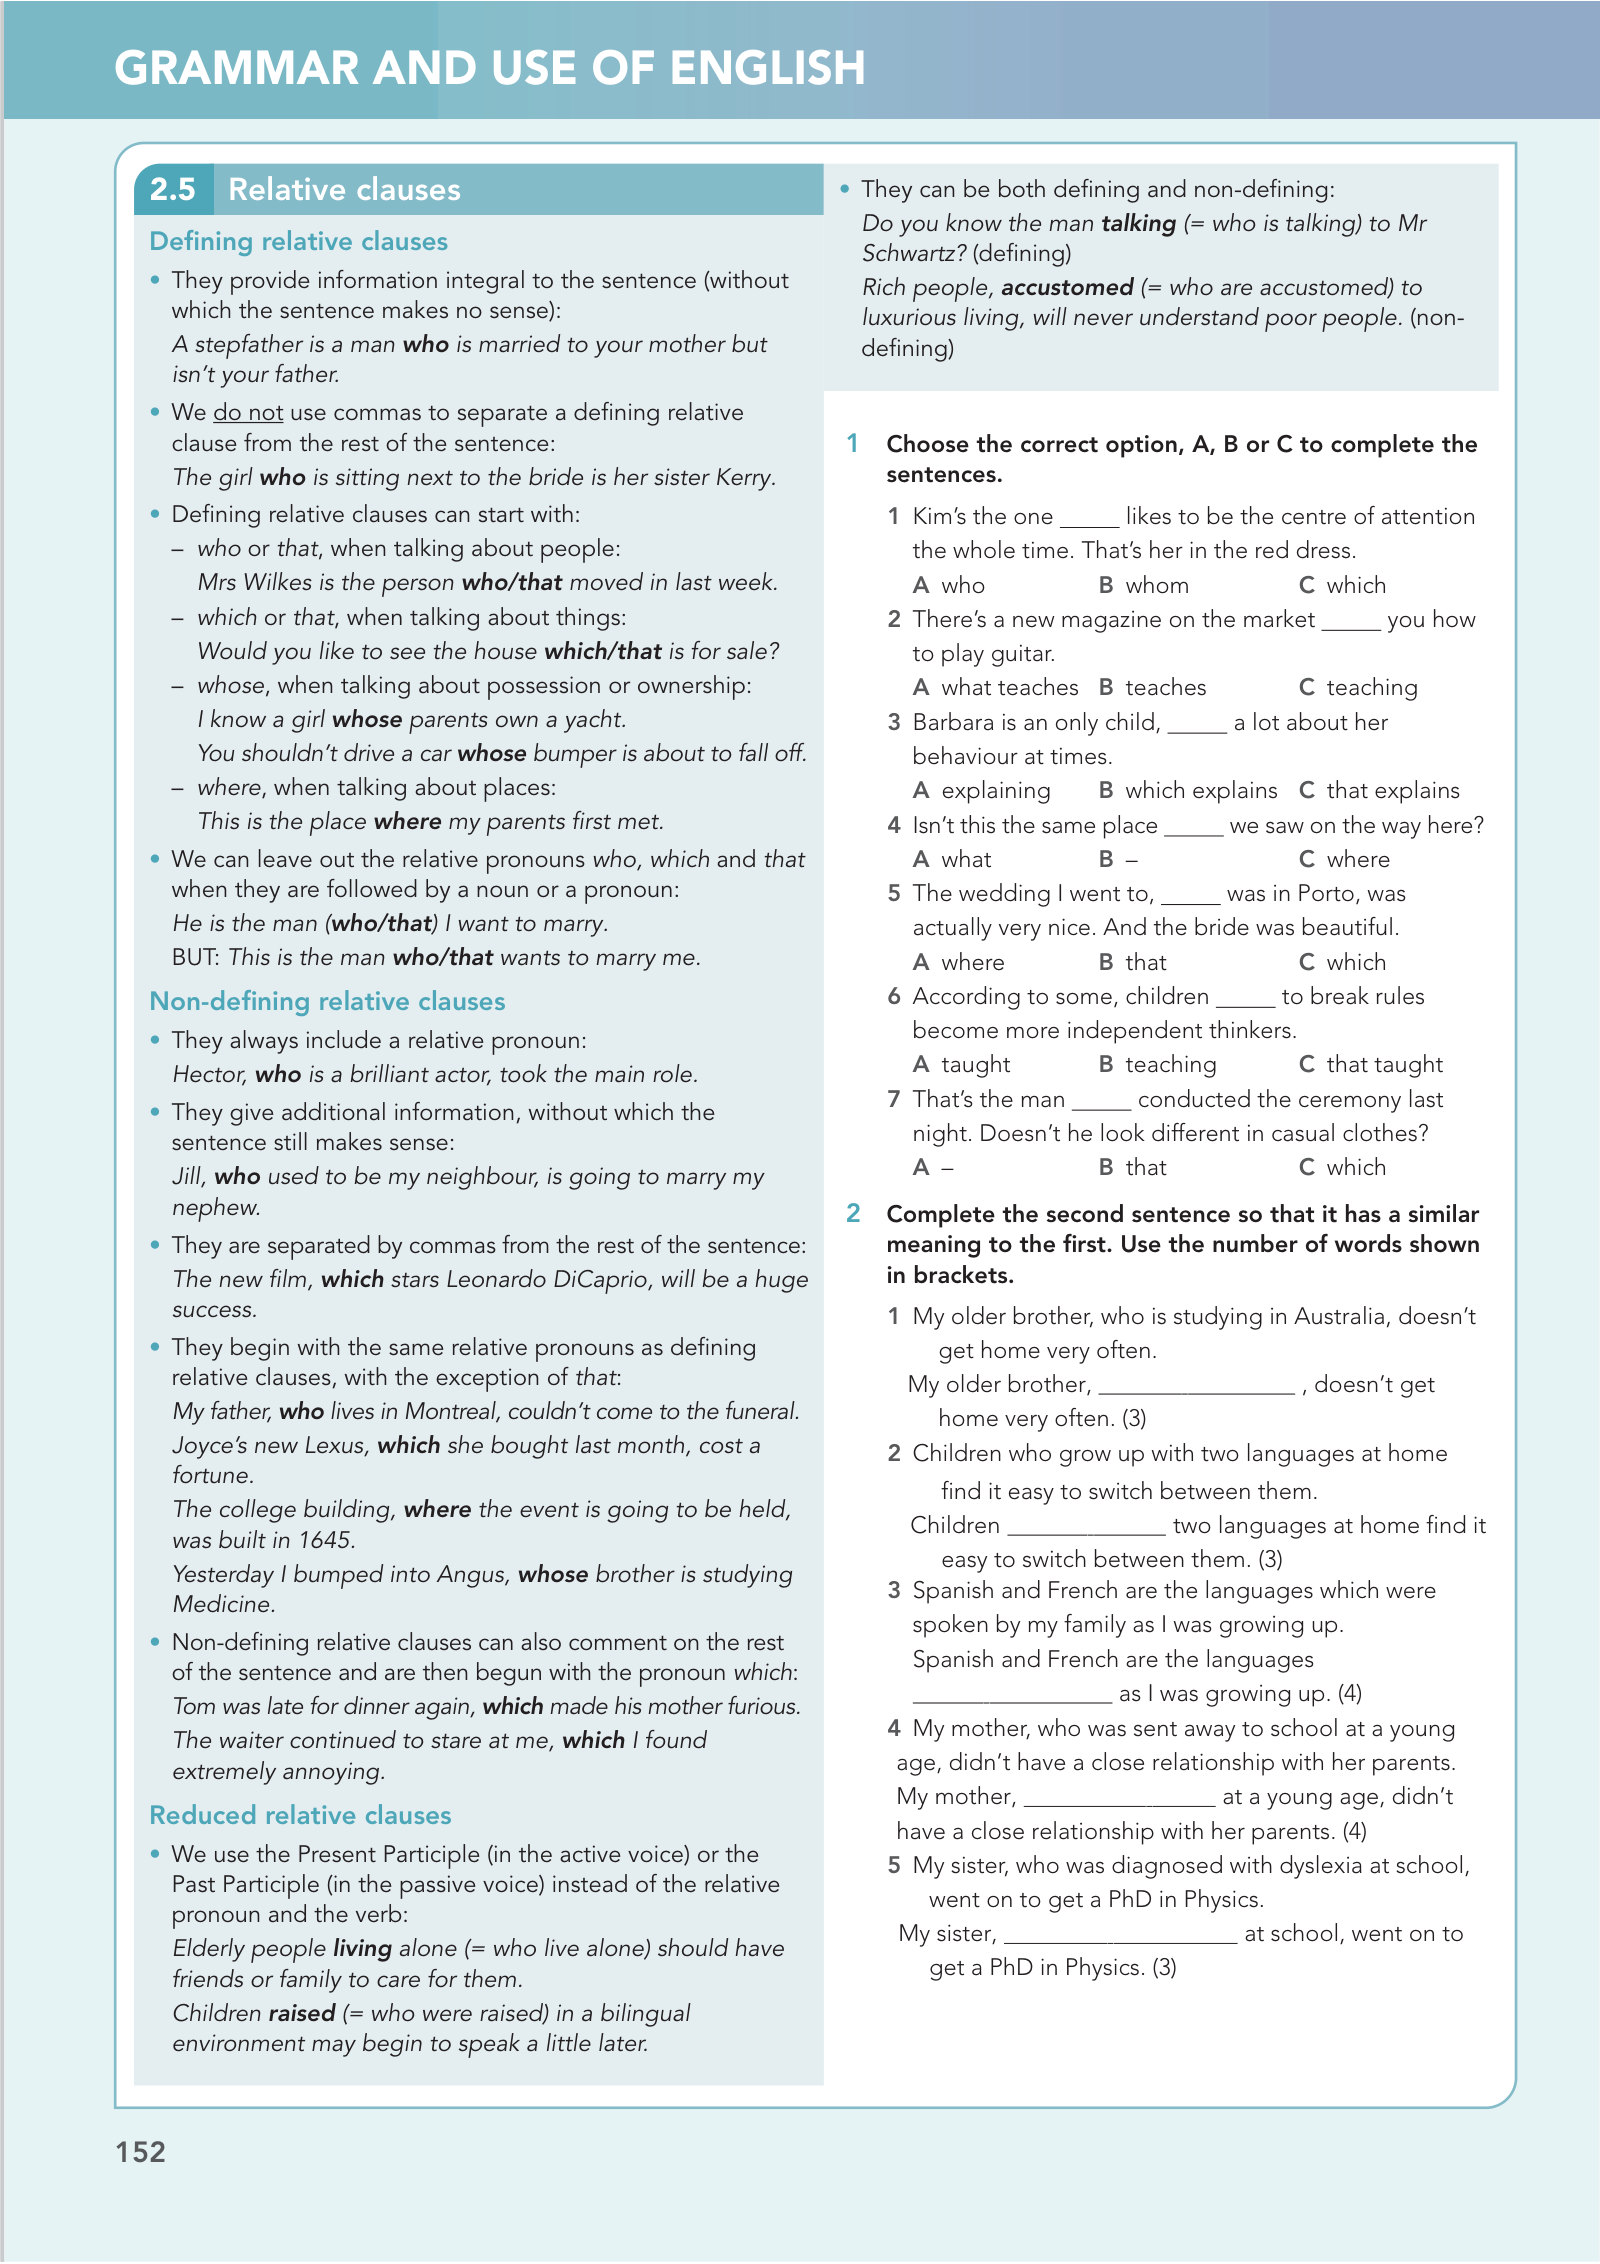 GRAMMAR AND USE OF ENGLISH
2.5 Relative clauses
Defining relative clauses
• They provide information integral to the sentence (without
which the sentence makes no sense):
A stepfather is a man who is married to your mother but
isn't your father.
• We do not use commas to separate a defining relative
clause from the rest of the sentence:
The girl who is sitting next to the bride is her sister Kerry.
• Defining relative clauses can start with:
– who or that, when talking about people:
Mrs Wilkes is the person who/that moved in last week.
– which or that, when talking about things:
Would you like to see the house which/that is for sale?
– whose, when talking about possession or ownership:
I know a girl whose parents own a yacht.
You shouldn't drive a car whose bumper is about to fall off.
– where, when talking about places:
This is the place where my parents first met.
• We can leave out the relative pronouns who, which and that
when they are followed by a noun or a pronoun:
He is the man (who/that) I want to marry.
BUT: This is the man who/that wants to marry me.
Non-defining relative clauses
• They always include a relative pronoun:
Hector, who is a brilliant actor, took the main role.
• They give additional information, without which the
sentence still makes sense:
Jill, who used to be my neighbour, is going to marry my
nephew.
• They are separated by commas from the rest of the sentence:
The new film, which stars Leonardo DiCaprio, will be a huge
success.
• They begin with the same relative pronouns as defining
relative clauses, with the exception of that:
My father, who lives in Montreal, couldn't come to the funeral.
Joyce's new Lexus, which she bought last month, cost a
fortune.
The college building, where the event is going to be held,
was built in 1645.
Yesterday I bumped into Angus, whose brother is studying
Medicine.
• Non-defining relative clauses can also comment on the rest
of the sentence and are then begun with the pronoun which:
Tom was late for dinner again, which made his mother furious.
The waiter continued to stare at me, which I found
extremely annoying.
Reduced relative clauses
• We use the Present Participle (in the active voice) or the
Past Participle (in the passive voice) instead of the relative
pronoun and the verb:
Elderly people living alone (= who live alone) should have
friends or family to care for them.
Children raised (= who were raised) in a bilingual
environment may begin to speak a little later.
• They can be both defining and non-defining:
Do you know the man talking (= who is talking) to Mr
Schwartz? (defining)
Rich people, accustomed (= who are accustomed) to
luxurious living, will never understand poor people. (non-
defining)
1 Choose the correct option, A, B or C to complete the
sentences.
1 Kim's the one _____ likes to be the centre of attention
the whole time. That's her in the red dress.
A who B whom C which
2 There's a new magazine on the market _____ you how
to play guitar.
A what teaches B teaches C teaching
3 Barbara is an only child, _____ a lot about her
behaviour at times.
A explaining B which explains C that explains
4 Isn't this the same place _____ we saw on the way here?
A what B – C where
5 The wedding I went to, _____ was in Porto, was
actually very nice. And the bride was beautiful.
A where B that C which
6 According to some, children _____ to break rules
become more independent thinkers.
A taught B teaching C that taught
7 That's the man _____ conducted the ceremony last
night. Doesn't he look different in casual clothes?
A – B that C which
2 Complete the second sentence so that it has a similar
meaning to the first. Use the number of words shown
in brackets.
1 My older brother, who is studying in Australia, doesn't
get home very often.
My older brother, ________________ , doesn't get
home very often. (3)
2 Children who grow up with two languages at home
find it easy to switch between them.
Children _____________ two languages at home find it
easy to switch between them. (3)
3 Spanish and French are the languages which were
spoken by my family as I was growing up.
Spanish and French are the languages
________________ as I was growing up. (4)
4 My mother, who was sent away to school at a young
age, didn't have a close relationship with her parents.
My mother, ________________ at a young age, didn't
have a close relationship with her parents. (4)
5 My sister, who was diagnosed with dyslexia at school,
went on to get a PhD in Physics.
My sister, ___________________ at school, went on to
get a PhD in Physics. (3)
152